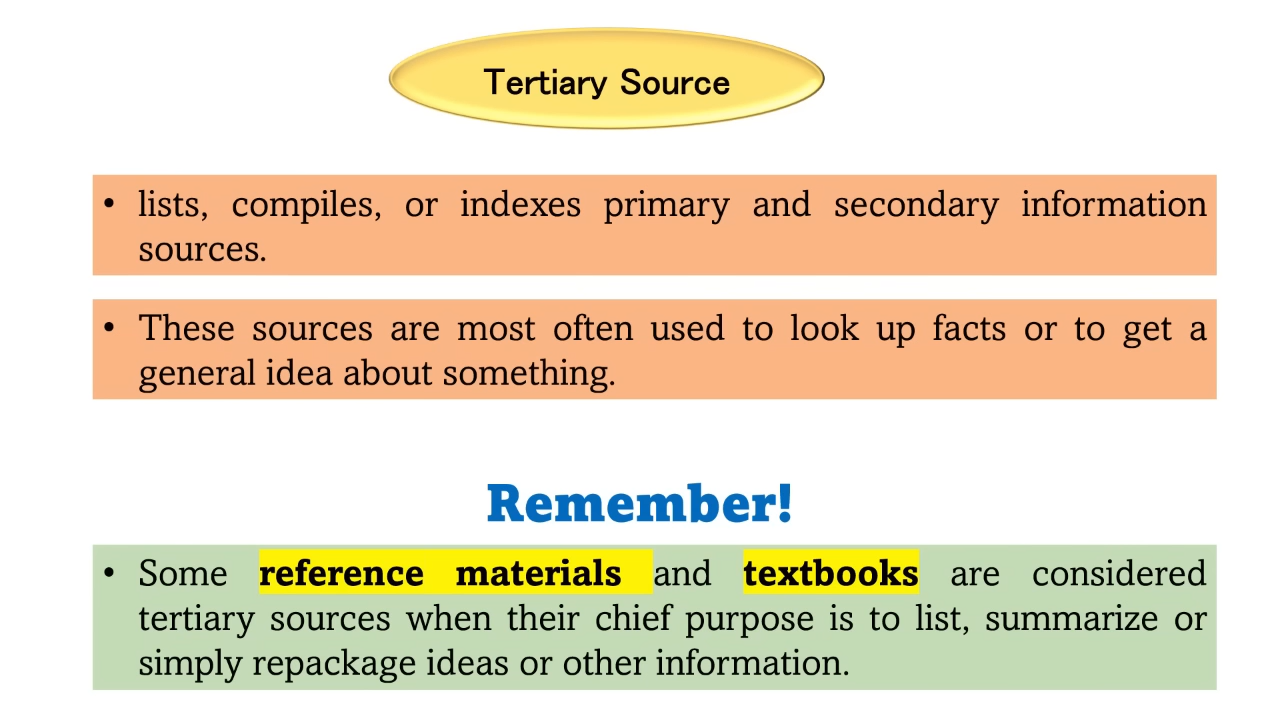 Tertiary Source
• lists, compiles, or indexes primary and secondary information
sources.
• These sources are most often used to look up facts or to get a
general idea about something.
Remember!
• Some reference materials and textbooks are considered
tertiary sources when their chief purpose is to list, summarize or
simply repackage ideas or other information.